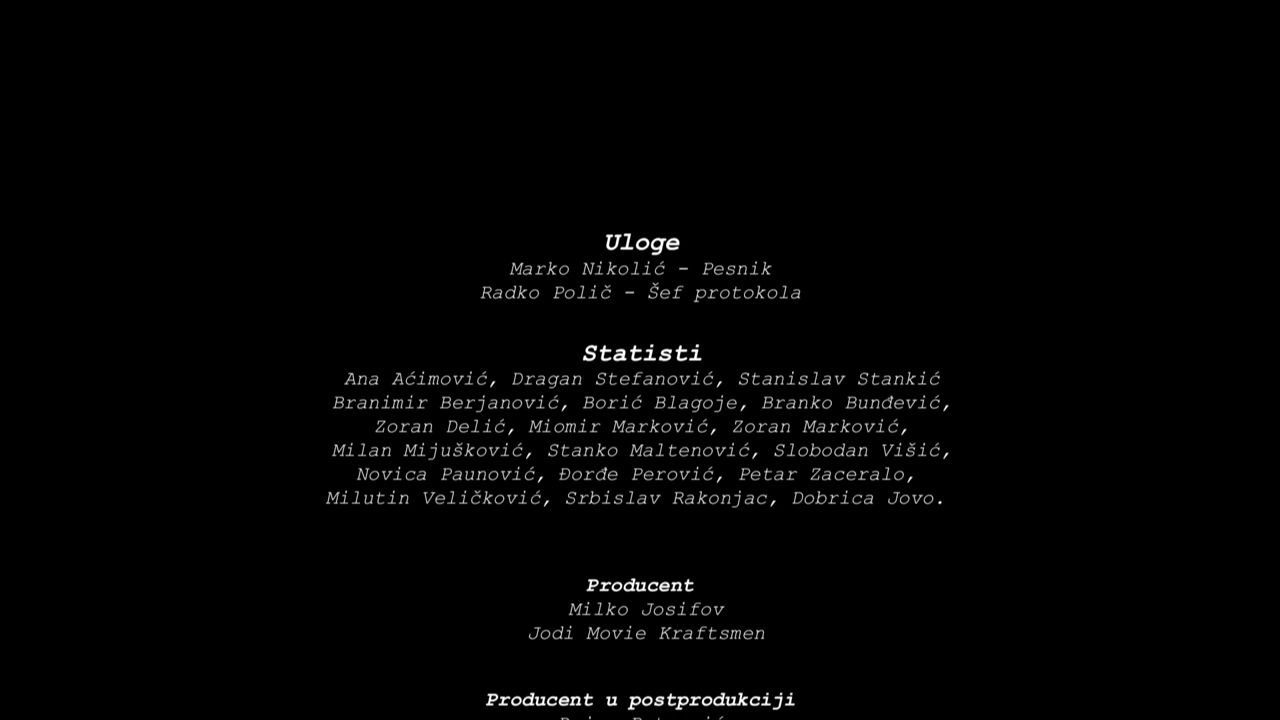 Uloge
Marko Nikolić - Pesnik
Radko Polič - Šef protokola
Statisti
Ana Aćimović, Dragan Stefanović, Stanislav Stankić
Branimir Berjanović, Borić Blagoje, Branko Bunđević,
Zoran Delić, Miomir Marković, Zoran Marković,
Milan Mijušković, Stanko Maltenović, Slobodan Višić,
Novica Paunović, Đorđe Perović, Petar Zaceralo,
Milutin Veličković, Srbislav Rakonjac, Dobrica Jovo.
Producent
Milko Josifov
Jodi Movie Kraftsmen
Producent u postprodukciji